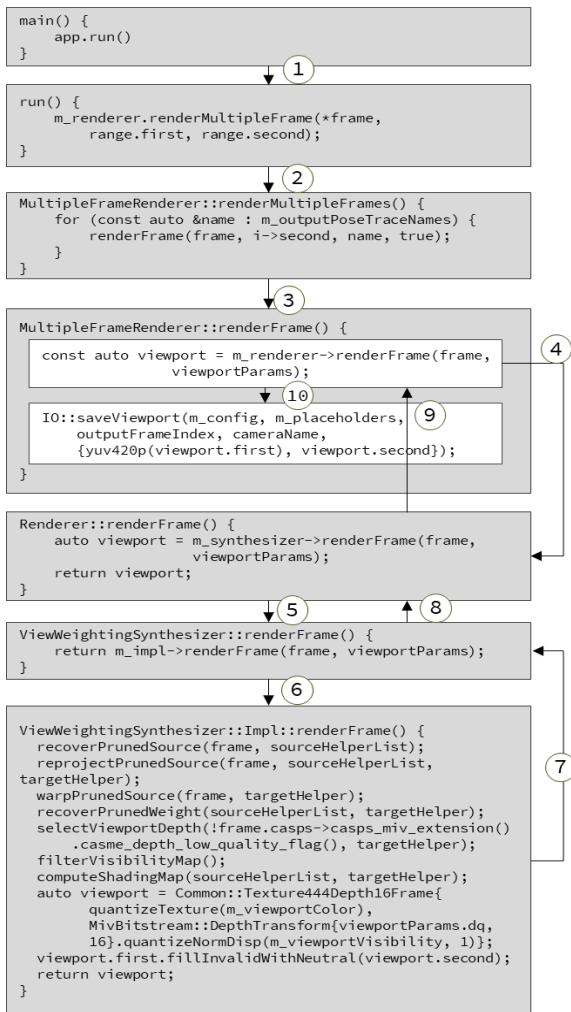 main() {
    app.run()
}
1
run() {
    m_renderer.renderMultipleFrame(*frame,
        range.first, range.second);
}
2
MultipleFrameRenderer::renderMultipleFrames() {
    for (const auto &name : m_outputPoseTraceNames) {
        renderFrame(frame, i->second, name, true);
    }
}
3
MultipleFrameRenderer::renderFrame() {
const auto viewport = m_renderer->renderFrame(frame,
                viewportParams);
4
10
9
IO::saveViewport(m_config, m_placeholders,
    outputFrameIndex, cameraName,
    {yuv420p(viewport.first), viewport.second});
}
Renderer::renderFrame() {
    auto viewport = m_synthesizer->renderFrame(frame,
                    viewportParams);
    return viewport;
}
5
8
ViewWeightingSynthesizer::renderFrame() {
    return m_impl->renderFrame(frame, viewportParams);
}
6
7
ViewWeightingSynthesizer::Impl::renderFrame() {
  recoverPrunedSource(frame, sourceHelperList);
  reprojectPrunedSource(frame, sourceHelperList,
targetHelper);
  warpPrunedSource(frame, targetHelper);
  recoverPrunedWeight(sourceHelperList, targetHelper);
  selectViewportDepth(!frame.casps->casps_miv_extension()
      .casme_depth_low_quality_flag(), targetHelper);
  filterVisibilityMap();
  computeShadingMap(sourceHelperList, targetHelper);
  auto viewport = Common::Texture444Depth16Frame{
        quantizeTexture(m_viewportColor),
        MivBitstream::DepthTransform{viewportParams.dq,
        16}.quantizeNormDisp(m_viewportVisibility, 1)};
  viewport.first.fillInvalidWithNeutral(viewport.second);
  return viewport;
}